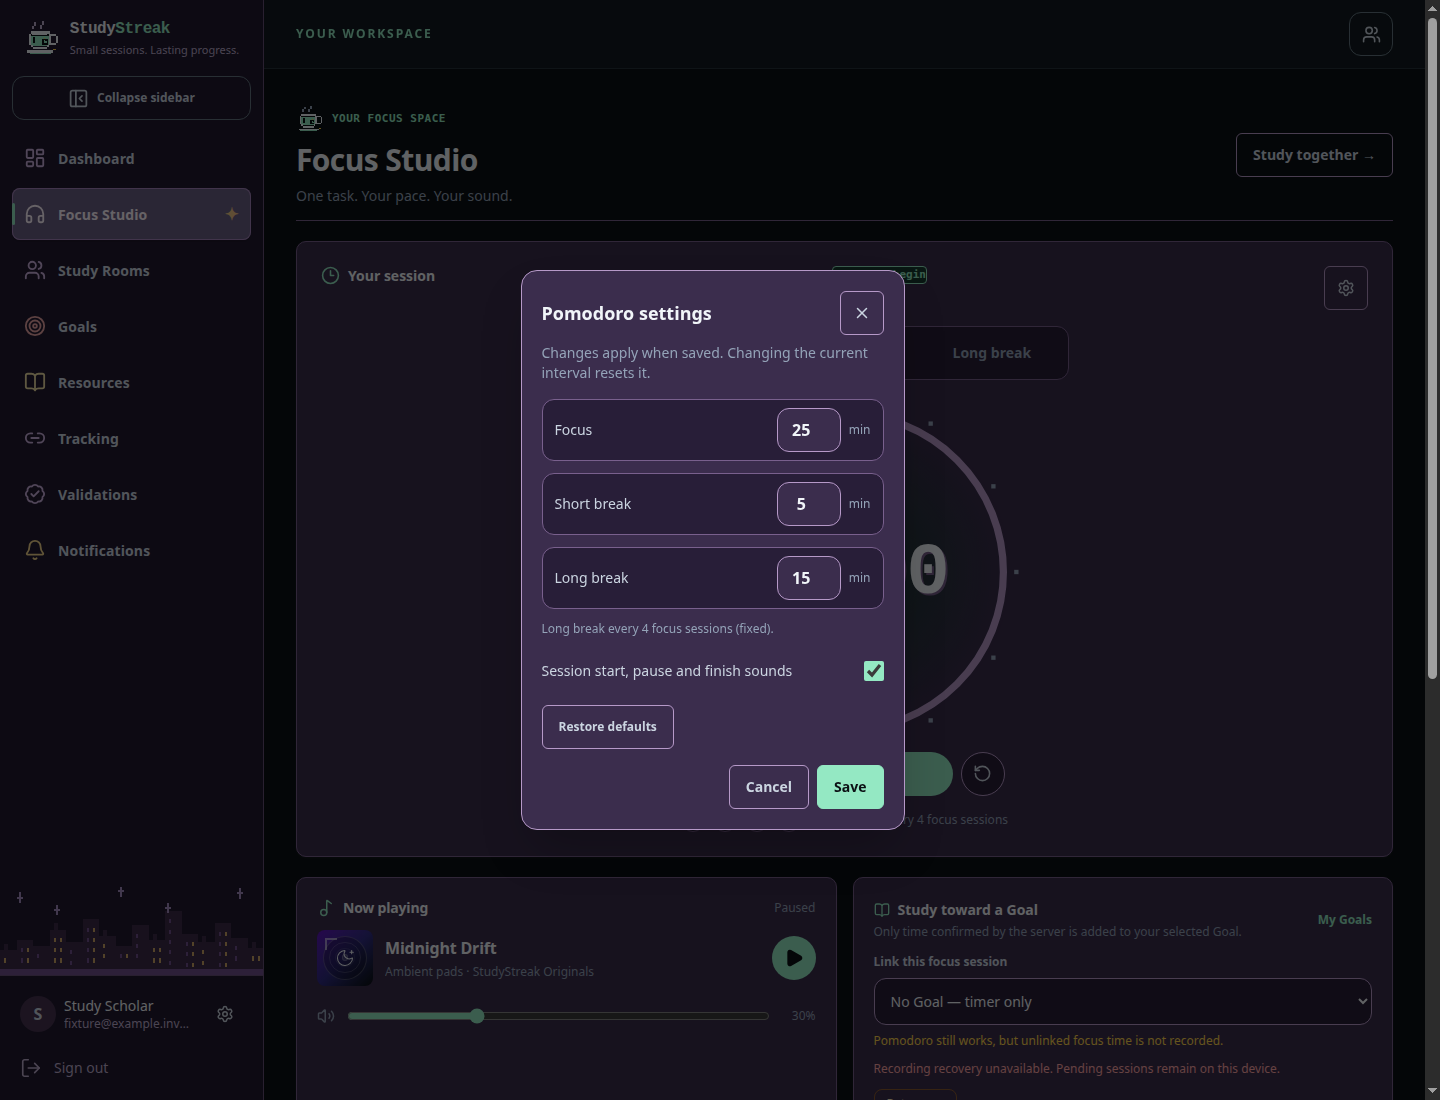 StudyStreak
Small sessions. Lasting progress.
Collapse sidebar
Dashboard
Focus Studio
Study Rooms
Goals
Resources
Tracking
Validations
Notifications
S
Study Scholar
fixture@example.inv...
Sign out
YOUR WORKSPACE
YOUR FOCUS SPACE
Focus Studio
One task. Your pace. Your sound.
Study together →
Your session
Long break
0
4 focus sessions
Pomodoro settings
Changes apply when saved. Changing the current
interval resets it.
Focus 25 min
Short break 5 min
Long break 15 min
Long break every 4 focus sessions (fixed).
Session start, pause and finish sounds
Restore defaults
Cancel Save
Now playing Paused
Midnight Drift
Ambient pads · StudyStreak Originals
30%
Study toward a Goal
Only time confirmed by the server is added to your selected Goal.
My Goals
Link this focus session
No Goal — timer only
Pomodoro still works, but unlinked focus time is not recorded.
Recording recovery unavailable. Pending sessions remain on this device.